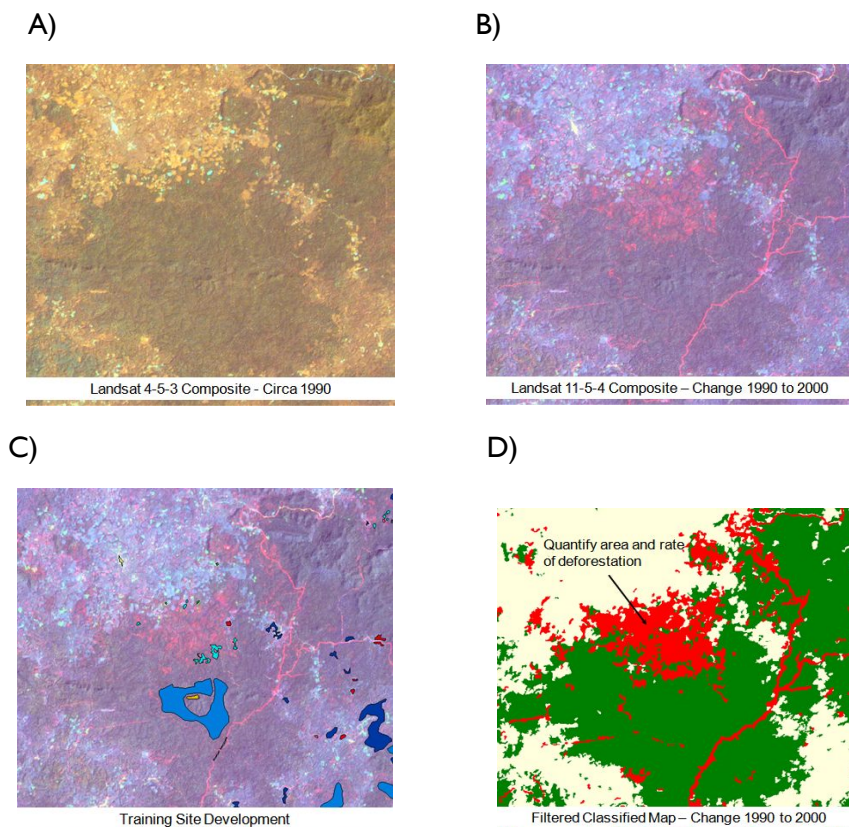 A)
B)
Landsat 4-5-3 Composite - Circa 1990
Landsat 11-5-4 Composite – Change 1990 to 2000
C)
D)
Quantify area and rate
of deforestation
Training Site Development
Filtered Classified Map – Change 1990 to 2000